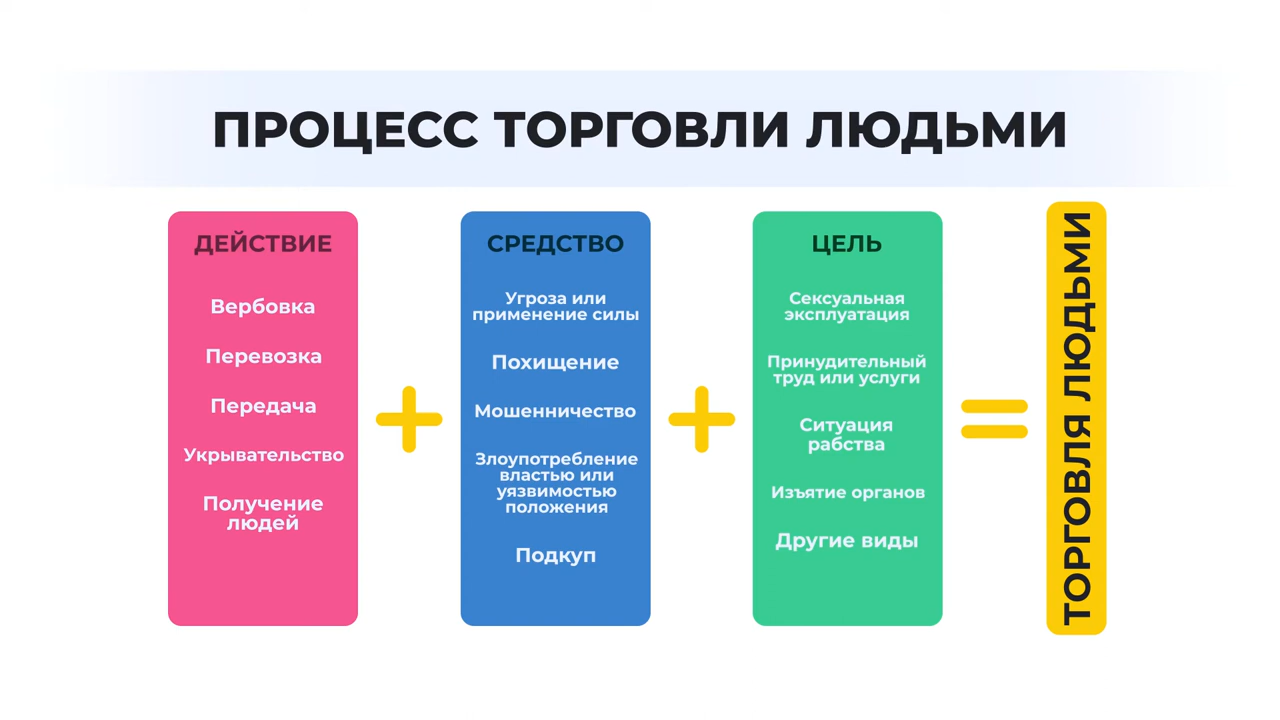 ПРОЦЕСС ТОРГОВЛИ ЛЮДЬМИ
ДЕЙСТВИЕ
Вербовка
Перевозка
Передача
Укрывательство
Получение
людей
+
СРЕДСТВО
Угроза или
применение силы
Похищение
Мошенничество
Злоупотребление
властью или
уязвимостью
положения
Подкуп
+
ЦЕЛЬ
Сексуальная
эксплуатация
Принудительный
труд или услуги
Ситуация
рабства
Изъятие органов
Другие виды
=
ТОРГОВЛЯ ЛЮДЬМИ